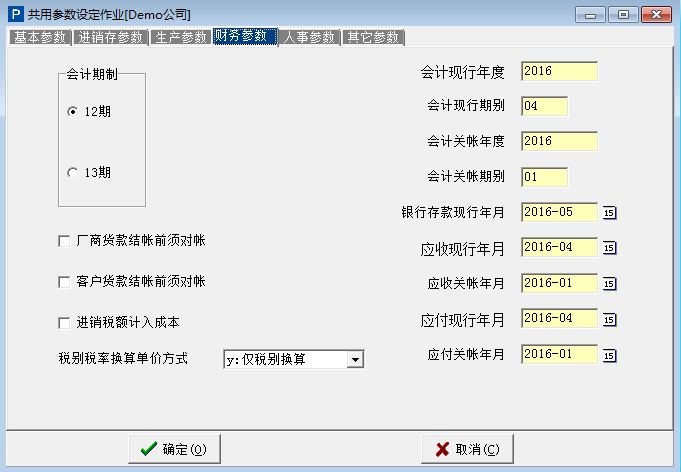 P 共用参数设定作业[Demo公司]
基本参数 进销存参数 生产参数 财务参数 人事参数 其它参数
会计期制
12期
13期
厂商货款结帐前须对帐
客户货款结帐前须对帐
进销税额计入成本
税别税率换算单价方式 y:仅税别换算
会计现行年度 2016
会计现行期别 04
会计关帐年度 2016
会计关帐期别 01
银行存款现行年月 2016-05 15
应收现行年月 2016-04 15
应收关帐年月 2016-01 15
应付现行年月 2016-04 15
应付关帐年月 2016-01 15
确定(O) 取消(C)